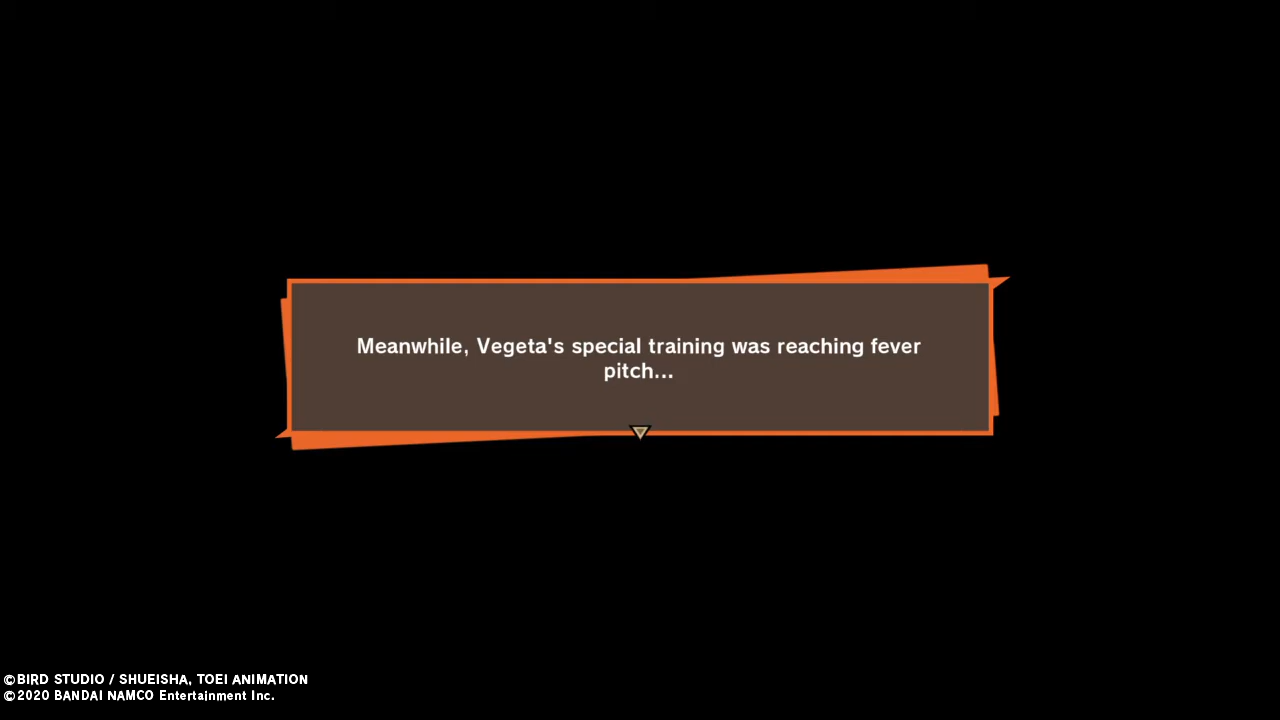 Meanwhile, Vegeta's special training was reaching fever
pitch...
©BIRD STUDIO / SHUEISHA, TOEI ANIMATION
©2020 BANDAI NAMCO Entertainment Inc.